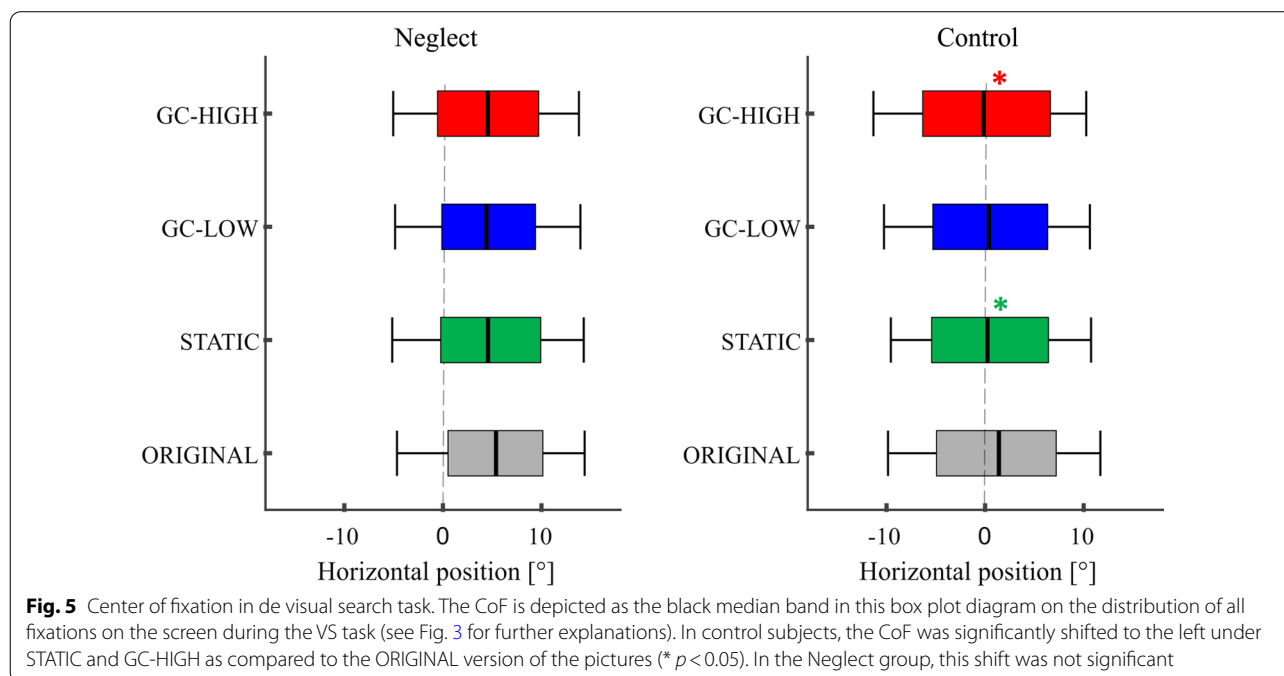 Neglect
GC-HIGH
GC-LOW
STATIC
ORIGINAL
-10 0 10
Horizontal position [°]
Control
*
GC-HIGH
GC-LOW
*
STATIC
ORIGINAL
-10 0 10
Horizontal position [°]
Fig. 5 Center of fixation in de visual search task. The CoF is depicted as the black median band in this box plot diagram on the distribution of all
fixations on the screen during the VS task (see Fig. 3 for further explanations). In control subjects, the CoF was significantly shifted to the left under
STATIC and GC-HIGH as compared to the ORIGINAL version of the pictures (* p < 0.05). In the Neglect group, this shift was not significant